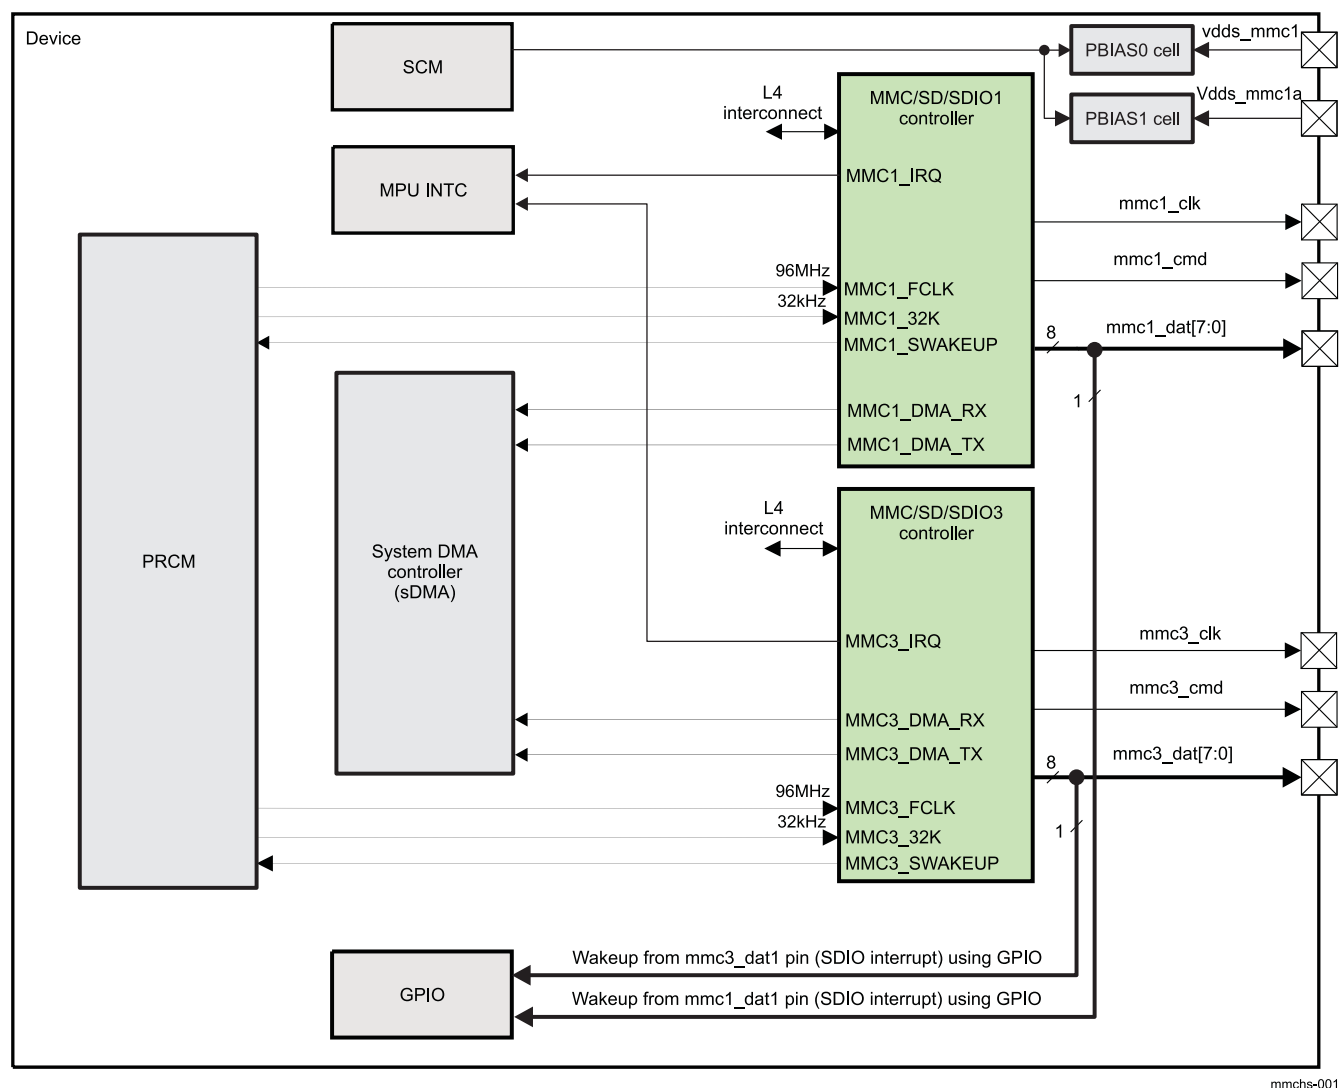 Device
SCM
PBIAS0 cell
vdds_mmc1
PBIAS1 cell
Vdds_mmc1a
L4
interconnect
MMC/SD/SDIO1
controller
MPU INTC
MMC1_IRQ
mmc1_clk
mmc1_cmd
96MHz
MMC1_FCLK
32kHz
MMC1_32K
MMC1_SWAKEUP
8
mmc1_dat[7:0]
1
MMC1_DMA_RX
MMC1_DMA_TX
PRCM
System DMA
controller
(sDMA)
L4
interconnect
MMC/SD/SDIO3
controller
MMC3_IRQ
mmc3_clk
mmc3_cmd
MMC3_DMA_RX
MMC3_DMA_TX
8
mmc3_dat[7:0]
96MHz
MMC3_FCLK
32kHz
MMC3_32K
1
MMC3_SWAKEUP
GPIO
Wakeup from mmc3_dat1 pin (SDIO interrupt) using GPIO
Wakeup from mmc1_dat1 pin (SDIO interrupt) using GPIO
mmchs-001